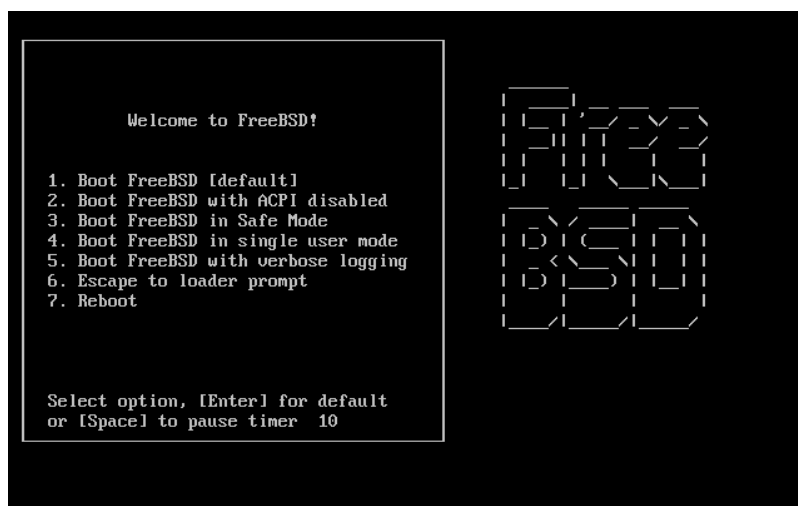 Welcome to FreeBSD!
1. Boot FreeBSD [default]
2. Boot FreeBSD with ACPI disabled
3. Boot FreeBSD in Safe Mode
4. Boot FreeBSD in single user mode
5. Boot FreeBSD with verbose logging
6. Escape to loader prompt
7. Reboot
Select option, [Enter] for default
or [Space] to pause timer 10
Free
BSD